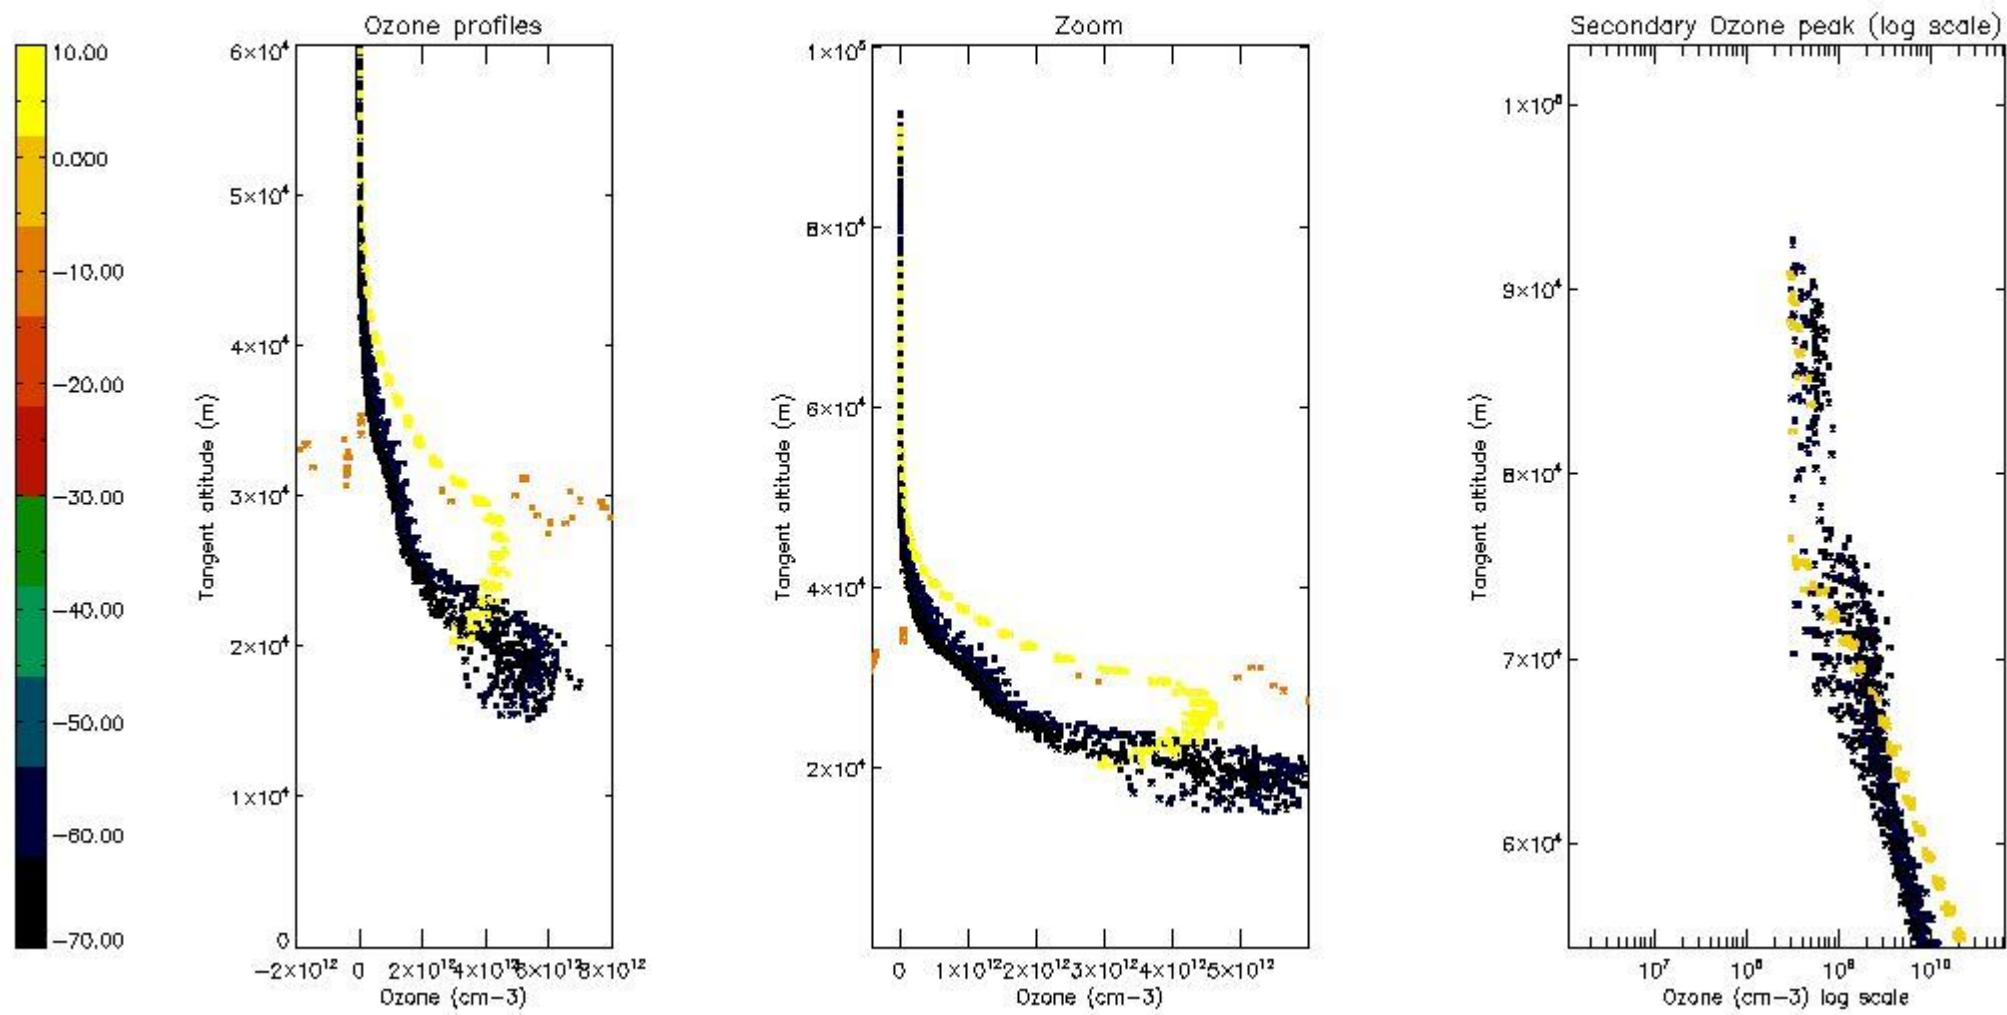 Ozone profiles
Zoom
Secondary Ozone peak (log scale)
10.00
0.000
−10.00
−20.00
−30.00
−40.00
−50.00
−60.00
−70.00
6×10⁴
5×10⁴
4×10⁴
3×10⁴
2×10⁴
1×10⁴
0
Tangent altitude (m)
−2×10¹² 0 2×10¹² 4×10¹² 6×10¹² 8×10¹²
Ozone (cm−3)
1×10⁵
8×10⁴
6×10⁴
4×10⁴
2×10⁴
Tangent altitude (m)
0 1×10¹² 2×10¹² 3×10¹² 4×10¹² 5×10¹²
Ozone (cm−3)
1×10⁵
9×10⁴
8×10⁴
7×10⁴
6×10⁴
Tangent altitude (m)
10⁷ 10⁸ 10⁹ 10¹⁰
Ozone (cm−3) log scale